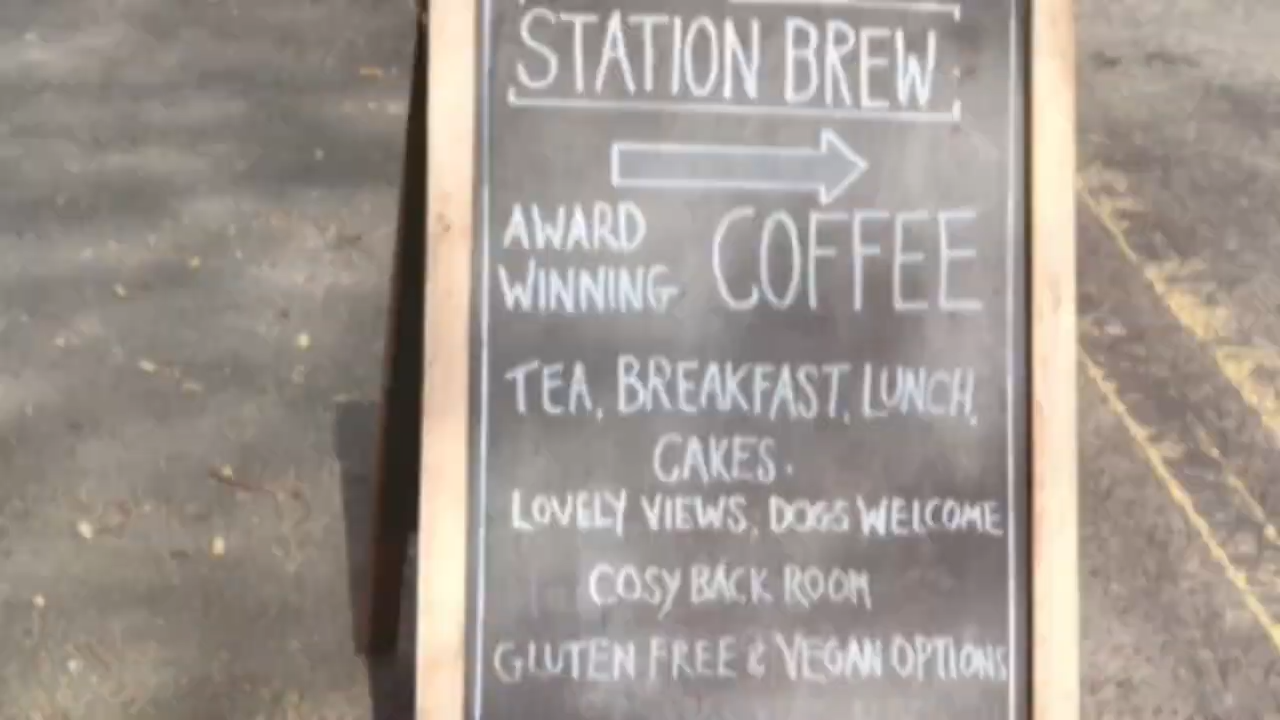 STATION BREW
AWARD
WINNING
COFFEE
TEA, BREAKFAST, LUNCH,
CAKES.
LOVELY VIEWS, DOGS WELCOME
COSY BACK ROOM
GLUTEN FREE & VEGAN OPTIONS